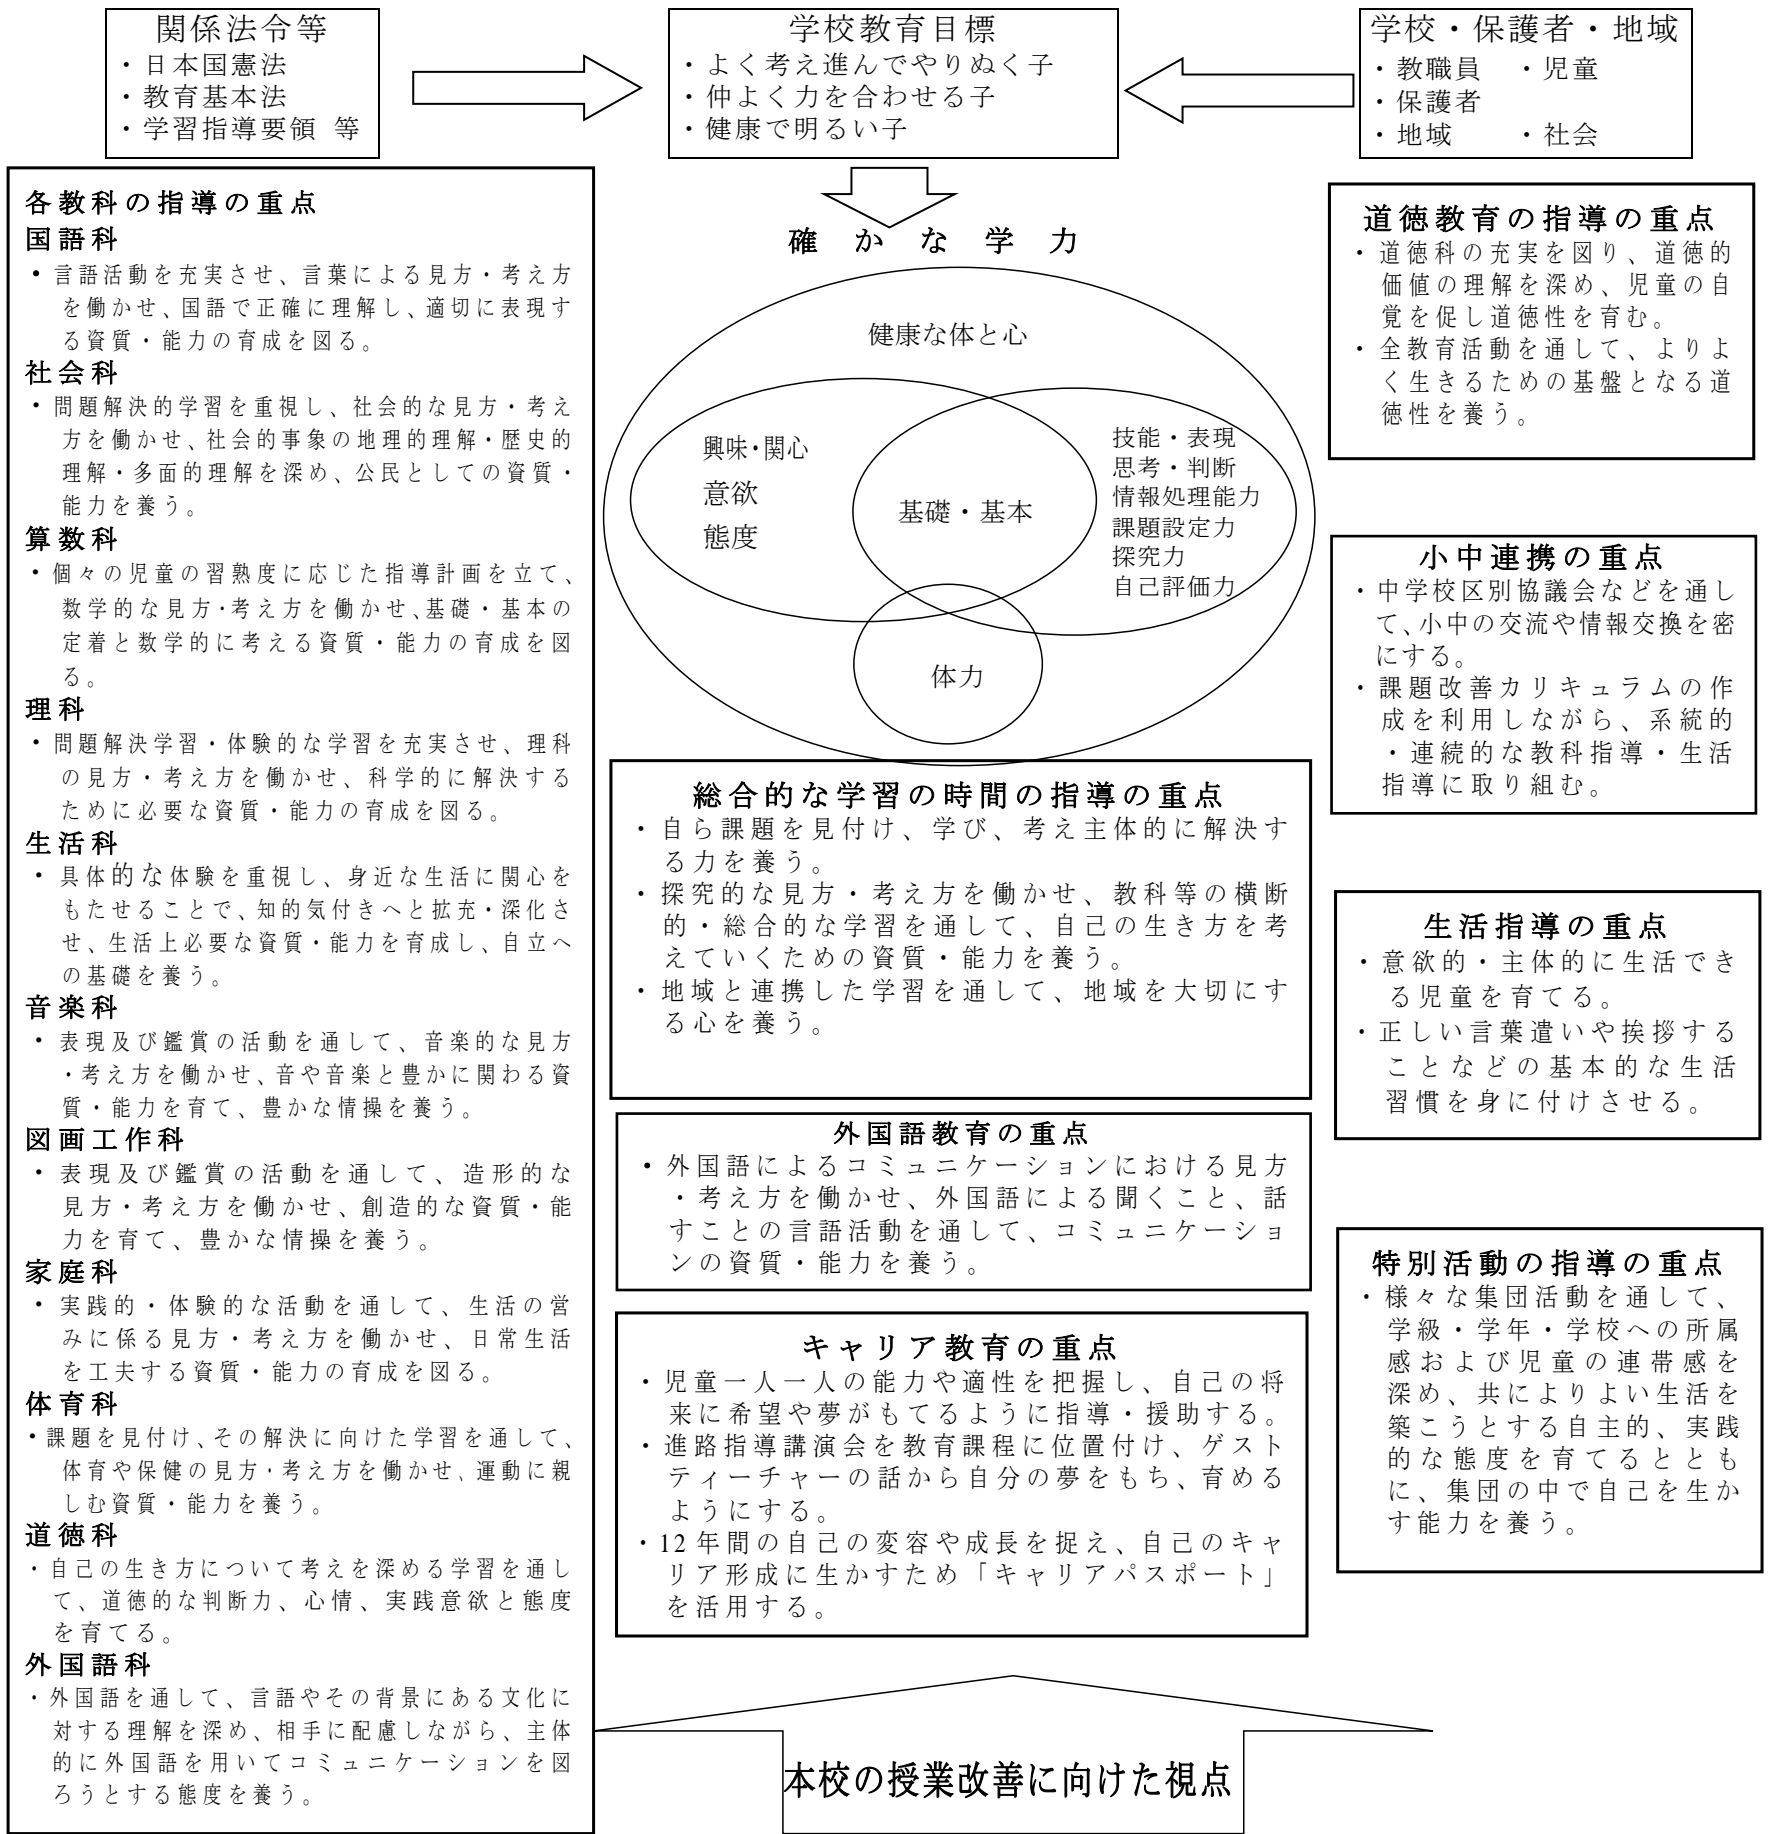 関係法令等
・日本国憲法
・教育基本法
・学習指導要領 等
学校教育目標
・よく考え進んでやりぬく子
・仲よく力を合わせる子
・健康で明るい子
学校・保護者・地域
・教職員 ・児童
・保護者
・地域 ・社会
各教科の指導の重点
国語科
・言語活動を充実させ、言葉による見方・考え方
を働かせ、国語で正確に理解し、適切に表現す
る資質・能力の育成を図る。
社会科
・問題解決的学習を重視し、社会的な見方・考え
方を働かせ、社会的事象の地理的理解・歴史的
理解・多面的理解を深め、公民としての資質・
能力を養う。
算数科
・個々の児童の習熟度に応じた指導計画を立て、
数学的な見方・考え方を働かせ、基礎・基本の
定着と数学的に考える資質・能力の育成を図
る。
理科
・問題解決学習・体験的な学習を充実させ、理科
の見方・考え方を働かせ、科学的に解決する
ために必要な資質・能力の育成を図る。
生活科
・具体的な体験を重視し、身近な生活に関心を
もたせることで、知的気付きへと拡充・深化さ
せ、生活上必要な資質・能力を育成し、自立へ
の基礎を養う。
音楽科
・表現及び鑑賞の活動を通して、音楽的な見方
・考え方を働かせ、音や音楽と豊かに関わる資
質・能力を育て、豊かな情操を養う。
図画工作科
・表現及び鑑賞の活動を通して、造形的な
見方・考え方を働かせ、創造的な資質・能
力を育て、豊かな情操を養う。
家庭科
・実践的・体験的な活動を通して、生活の営
みに係る見方・考え方を働かせ、日常生活
を工夫する資質・能力の育成を図る。
体育科
・課題を見付け、その解決に向けた学習を通して、
体育や保健の見方・考え方を働かせ、運動に親
しむ資質・能力を養う。
道徳科
・自己の生き方について考えを深める学習を通し
て、道徳的な判断力、心情、実践意欲と態度
を育てる。
外国語科
・外国語を通して、言語やその背景にある文化に
対する理解を深め、相手に配慮しながら、主体
的に外国語を用いてコミュニケーションを図
ろうとする態度を養う。
確かな学力
健康な体と心
興味・関心
意欲
態度
基礎・基本
技能・表現
思考・判断
情報処理能力
課題設定力
探究力
自己評価力
体力
総合的な学習の時間の指導の重点
・自ら課題を見付け、学び、考え主体的に解決す
る力を養う。
・探究的な見方・考え方を働かせ、教科等の横断
的・総合的な学習を通して、自己の生き方を考
えていくための資質・能力を養う。
・地域と連携した学習を通して、地域を大切にす
る心を養う。
外国語教育の重点
・外国語によるコミュニケーションにおける見方
・考え方を働かせ、外国語による聞くこと、話
すことの言語活動を通して、コミュニケーショ
ンの資質・能力を養う。
キャリア教育の重点
・児童一人一人の能力や適性を把握し、自己の将
来に希望や夢がもてるように指導・援助する。
・進路指導講演会を教育課程に位置付け、ゲスト
ティーチャーの話から自分の夢をもち、育める
ようにする。
・12年間の自己の変容や成長を捉え、自己のキャ
リア形成に生かすため「キャリアパスポート」
を活用する。
道徳教育の指導の重点
・道徳科の充実を図り、道徳的
価値の理解を深め、児童の自
覚を促し道徳性を育む。
・全教育活動を通して、よりよ
く生きるための基盤となる道
徳性を養う。
小中連携の重点
・中学校区別協議会などを通し
て、小中の交流や情報交換を密
にする。
・課題改善カリキュラムの作
成を利用しながら、系統的
・連続的な教科指導・生活
指導に取り組む。
生活指導の重点
・意欲的・主体的に生活でき
る児童を育てる。
・正しい言葉遣いや挨拶する
ことなどの基本的な生活
習慣を身に付けさせる。
特別活動の指導の重点
・様々な集団活動を通して、
学級・学年・学校への所属
感および児童の連帯感を
深め、共によりよい生活を
築こうとする自主的、実践
的な態度を育てるととも
に、集団の中で自己を生か
す能力を養う。
本校の授業改善に向けた視点